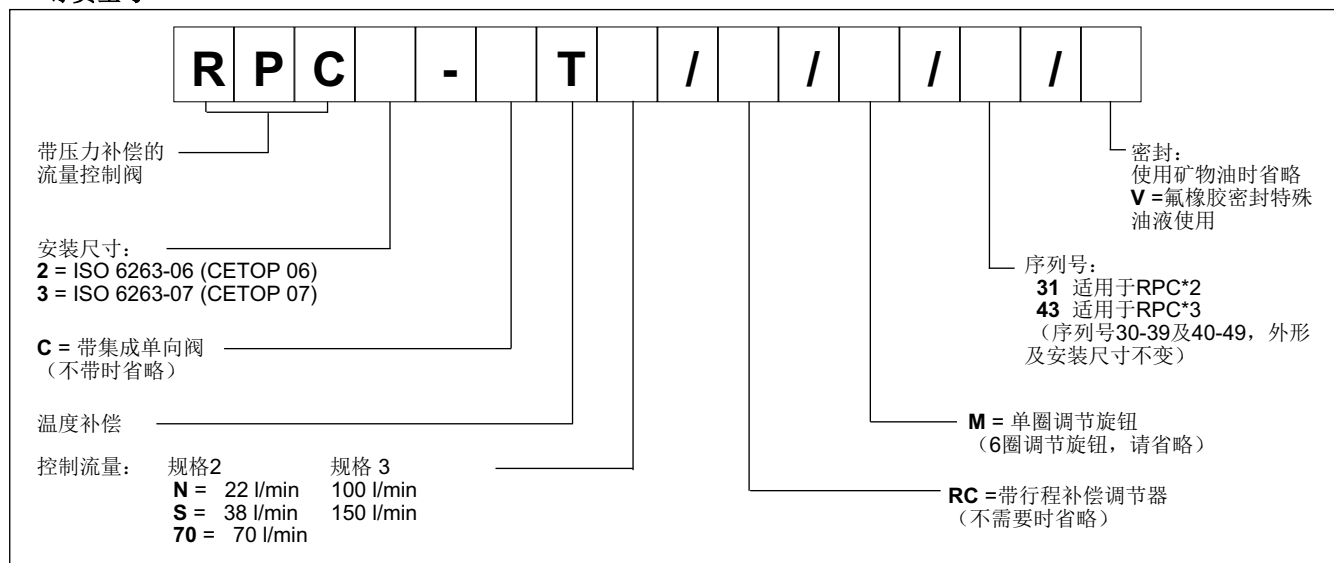 R P C - T / / / /
带压力补偿的
流量控制阀
安装尺寸：
2 = ISO 6263-06 (CETOP 06)
3 = ISO 6263-07 (CETOP 07)
C = 带集成单向阀
（不带时省略）
温度补偿
控制流量： 规格2 规格 3
N = 22 l/min 100 l/min
S = 38 l/min 150 l/min
70 = 70 l/min
密封：
使用矿物油时省略
V =氟橡胶密封特殊
油液使用
序列号：
31 适用于RPC*2
43 适用于RPC*3
（序列号30-39及40-49，外形
及安装尺寸不变）
M = 单圈调节旋钮
（6圈调节旋钮，请省略）
RC =带行程补偿调节器
（不需要时省略）